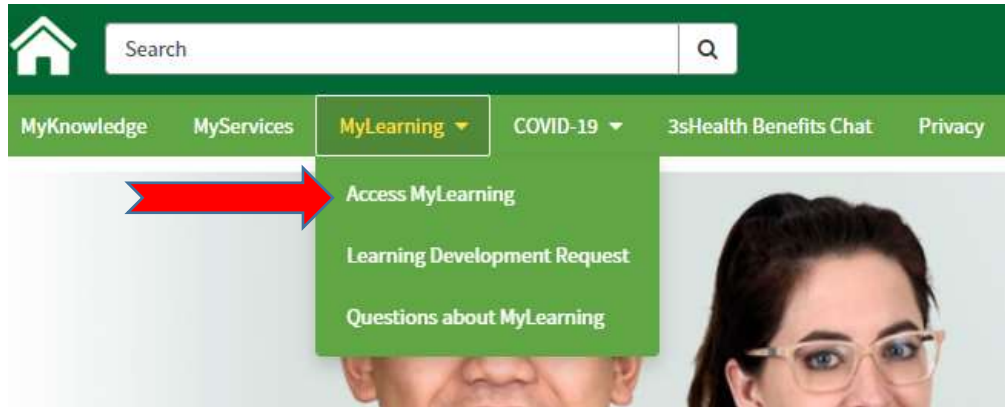 Search
MyKnowledge MyServices MyLearning COVID-19 3sHealth Benefits Chat Privacy
Access MyLearning
Learning Development Request
Questions about MyLearning